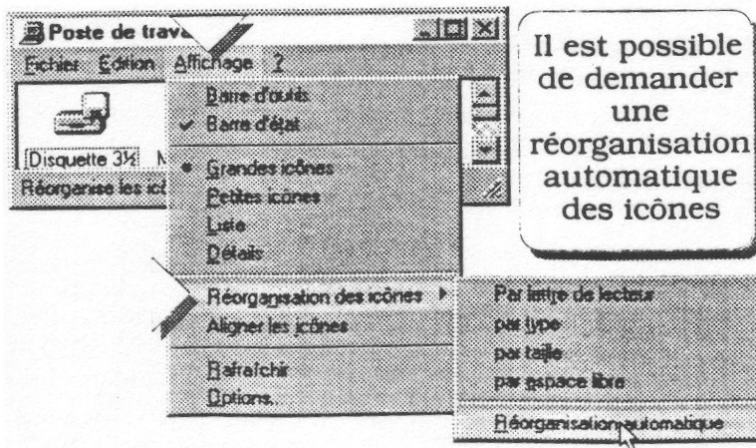 Poste de trava
Fichier Edition Affichage ?
Disquette 3½
Réorganise les icô
Barre d'outils
Barre d'état
Grandes icônes
Petites icônes
Liste
Détails
Réorganisation des icônes
Aligner les icônes
Rafraîchir
Options...
Par lettre de lecteur
par type
par taille
par espace libre
Réorganisation automatique
Il est possible
de demander
une
réorganisation
automatique
des icônes